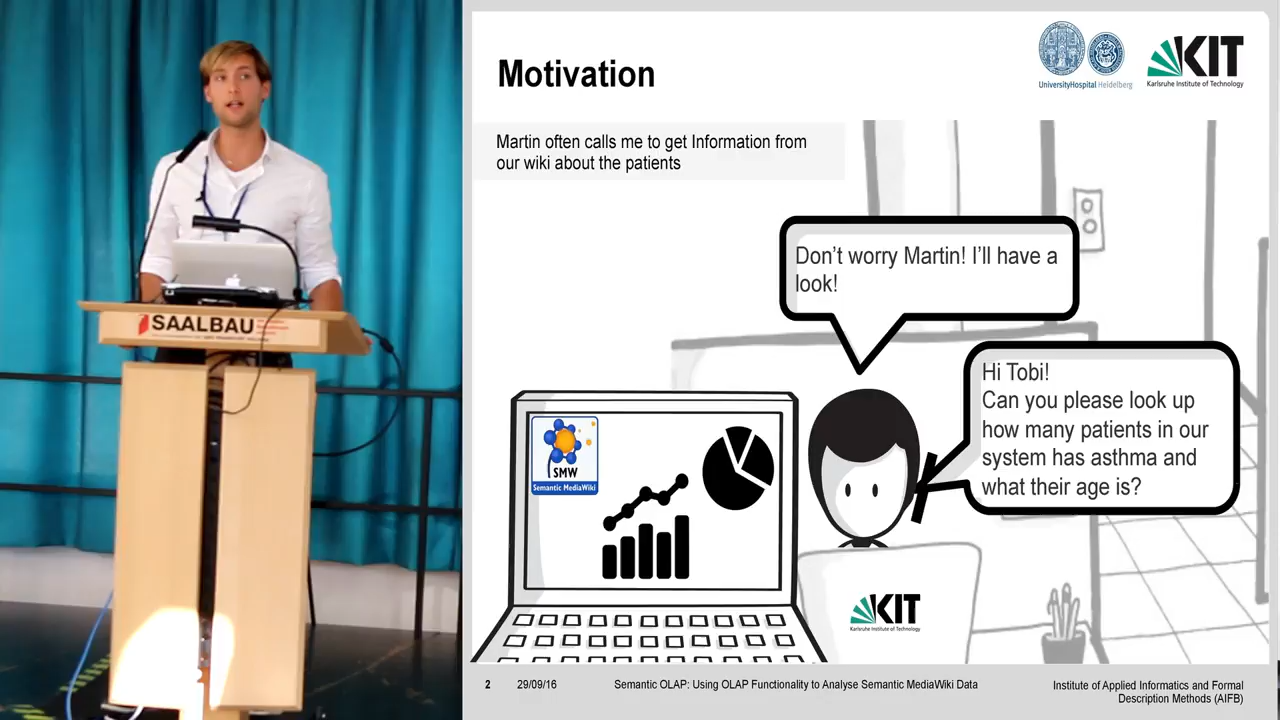 Motivation
UniversityHospital Heidelberg
KIT
Karlsruhe Institute of Technology
Martin often calls me to get Information from
our wiki about the patients
Don't worry Martin! I'll have a
look!
Hi Tobi!
Can you please look up
how many patients in our
system has asthma and
what their age is?
SMW
Semantic MediaWiki
KIT
Karlsruhe Institute of Technology
SAALBAU
2
29/09/16
Semantic OLAP: Using OLAP Functionality to Analyse Semantic MediaWiki Data
Institute of Applied Informatics and Formal
Description Methods (AIFB)